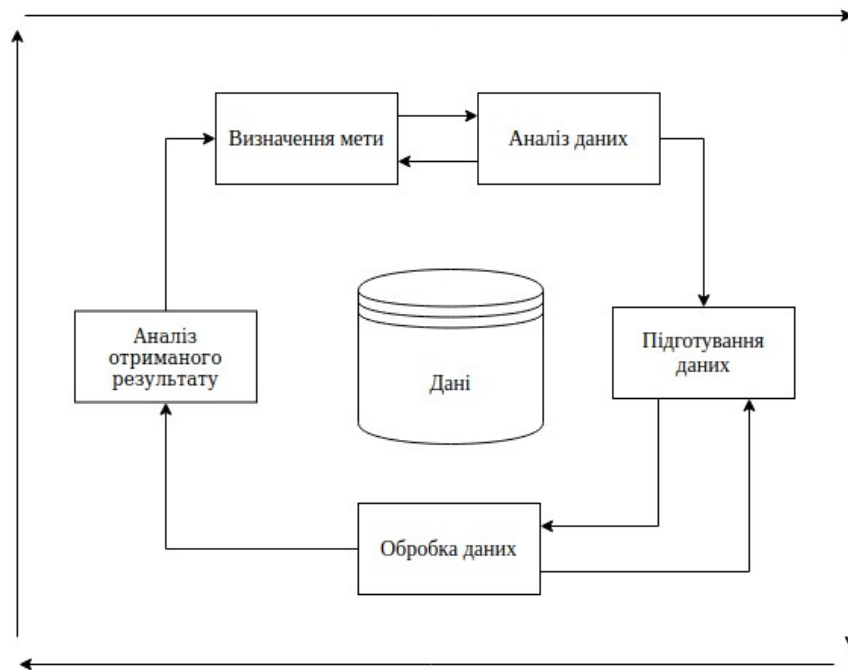 Визначення мети
Аналіз даних
Аналіз
отриманого
результату
Дані
Підготування
даних
Обробка даних